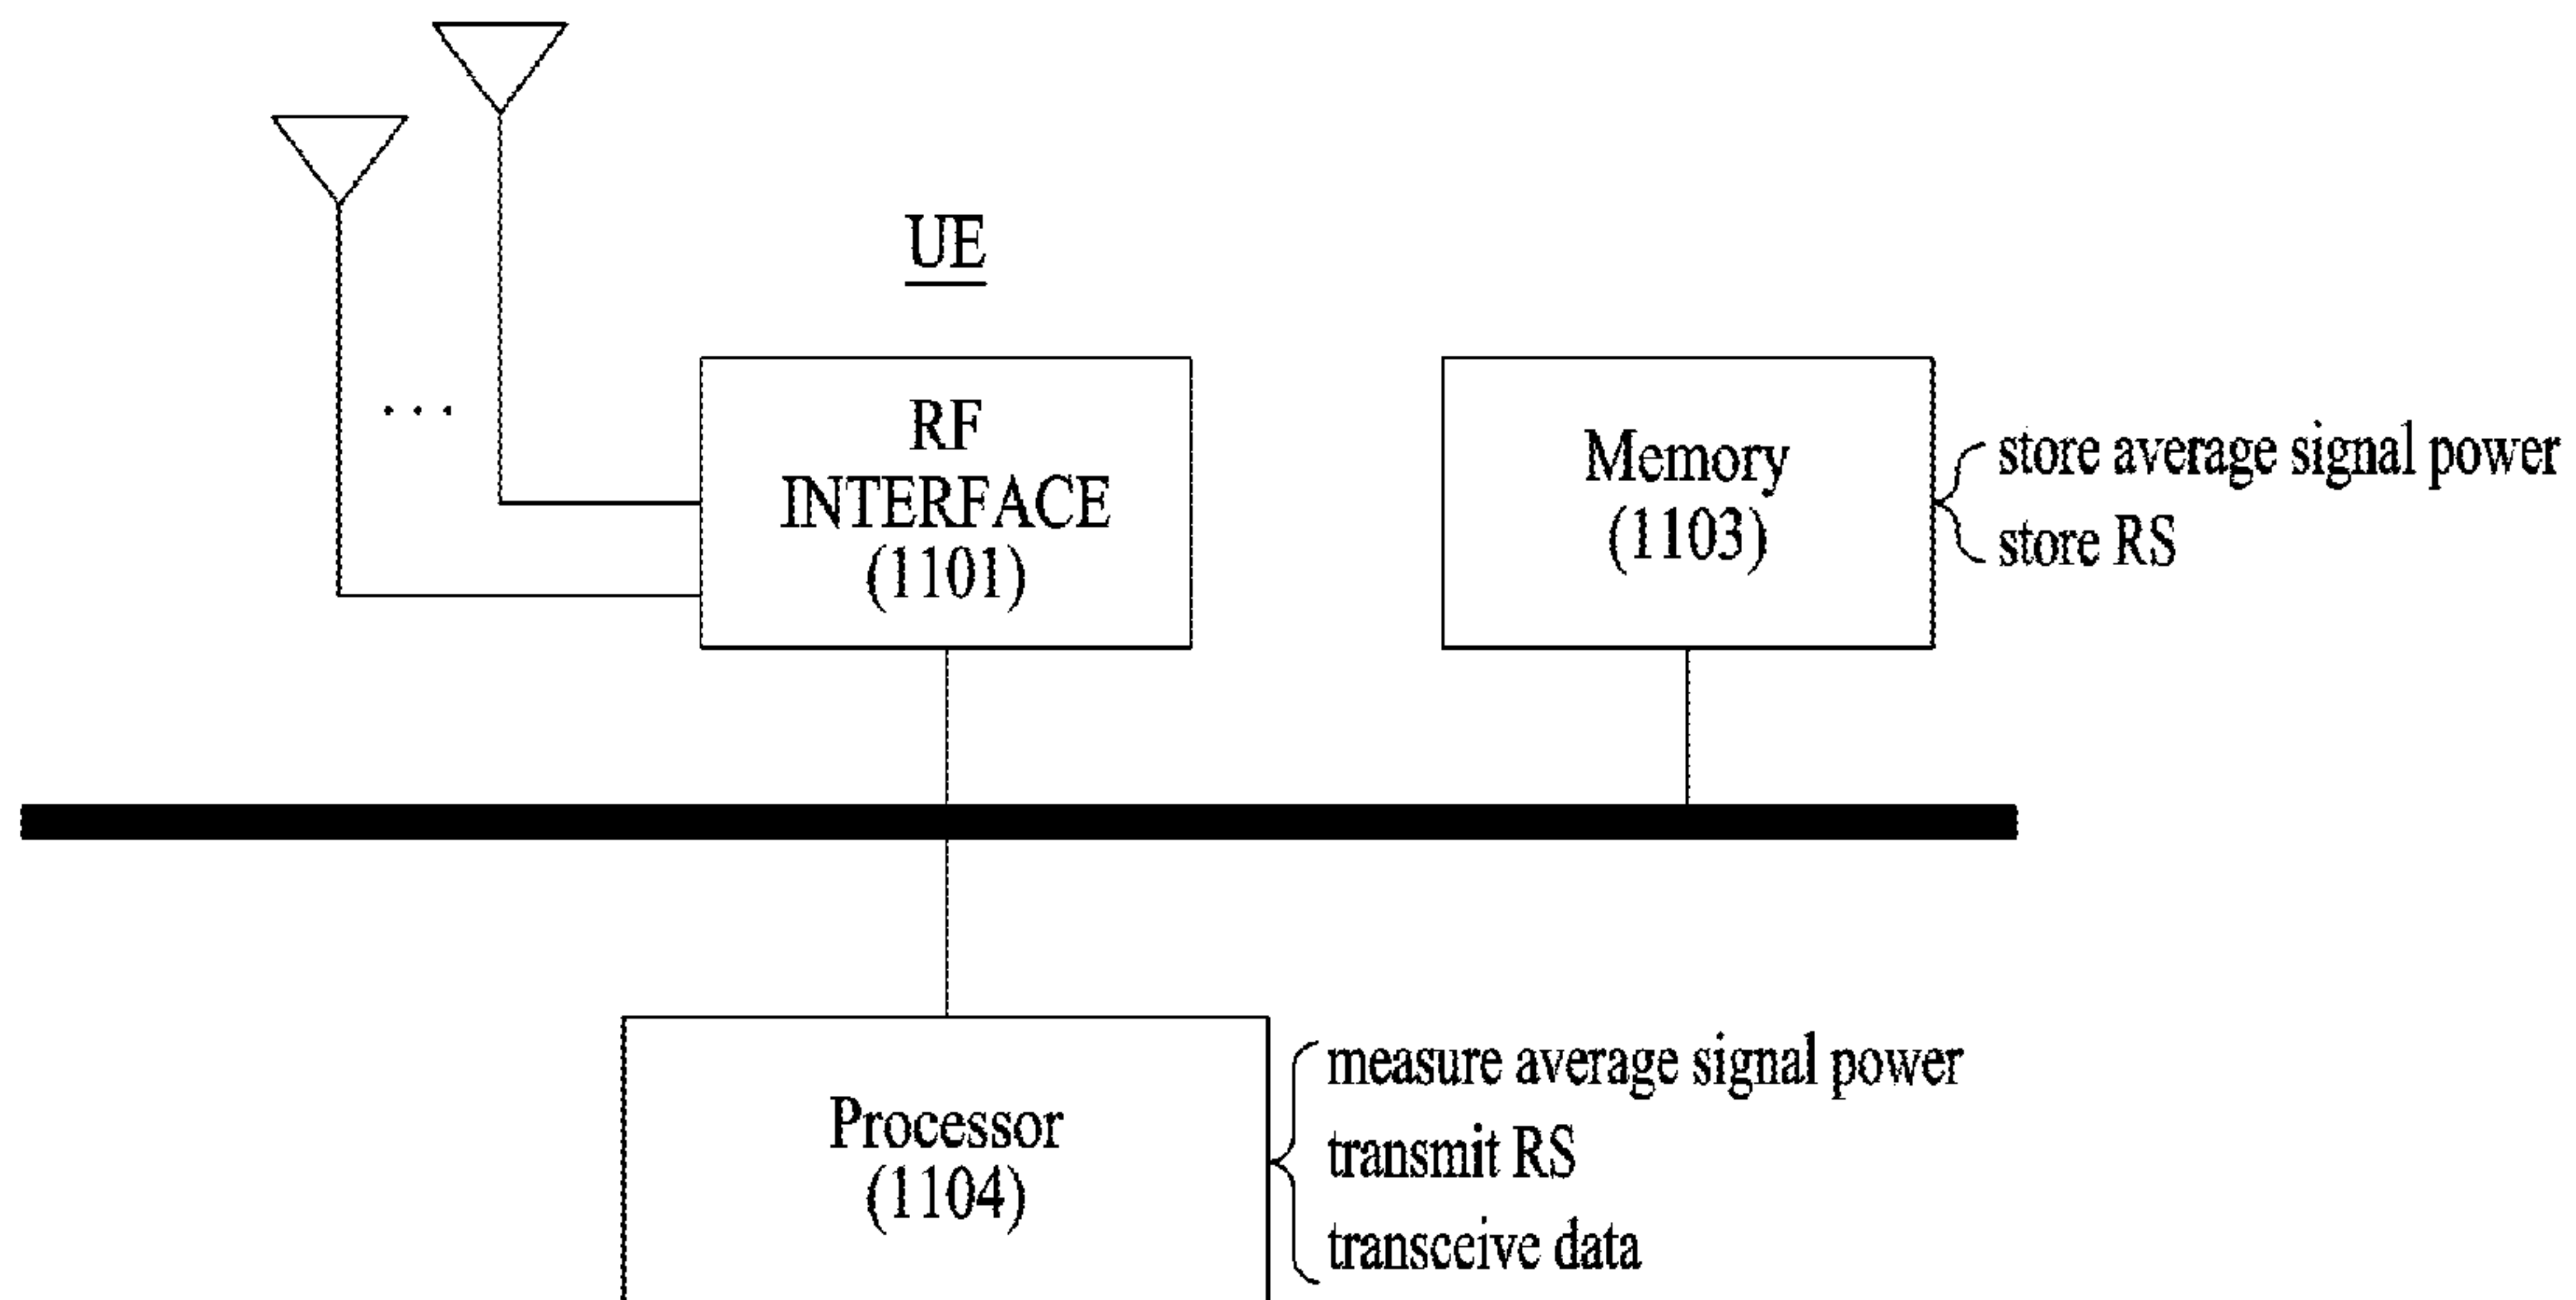 UE
RF
INTERFACE
(1101)
Memory
(1103)
store average signal power
store RS
Processor
(1104)
measure average signal power
transmit RS
transceive data